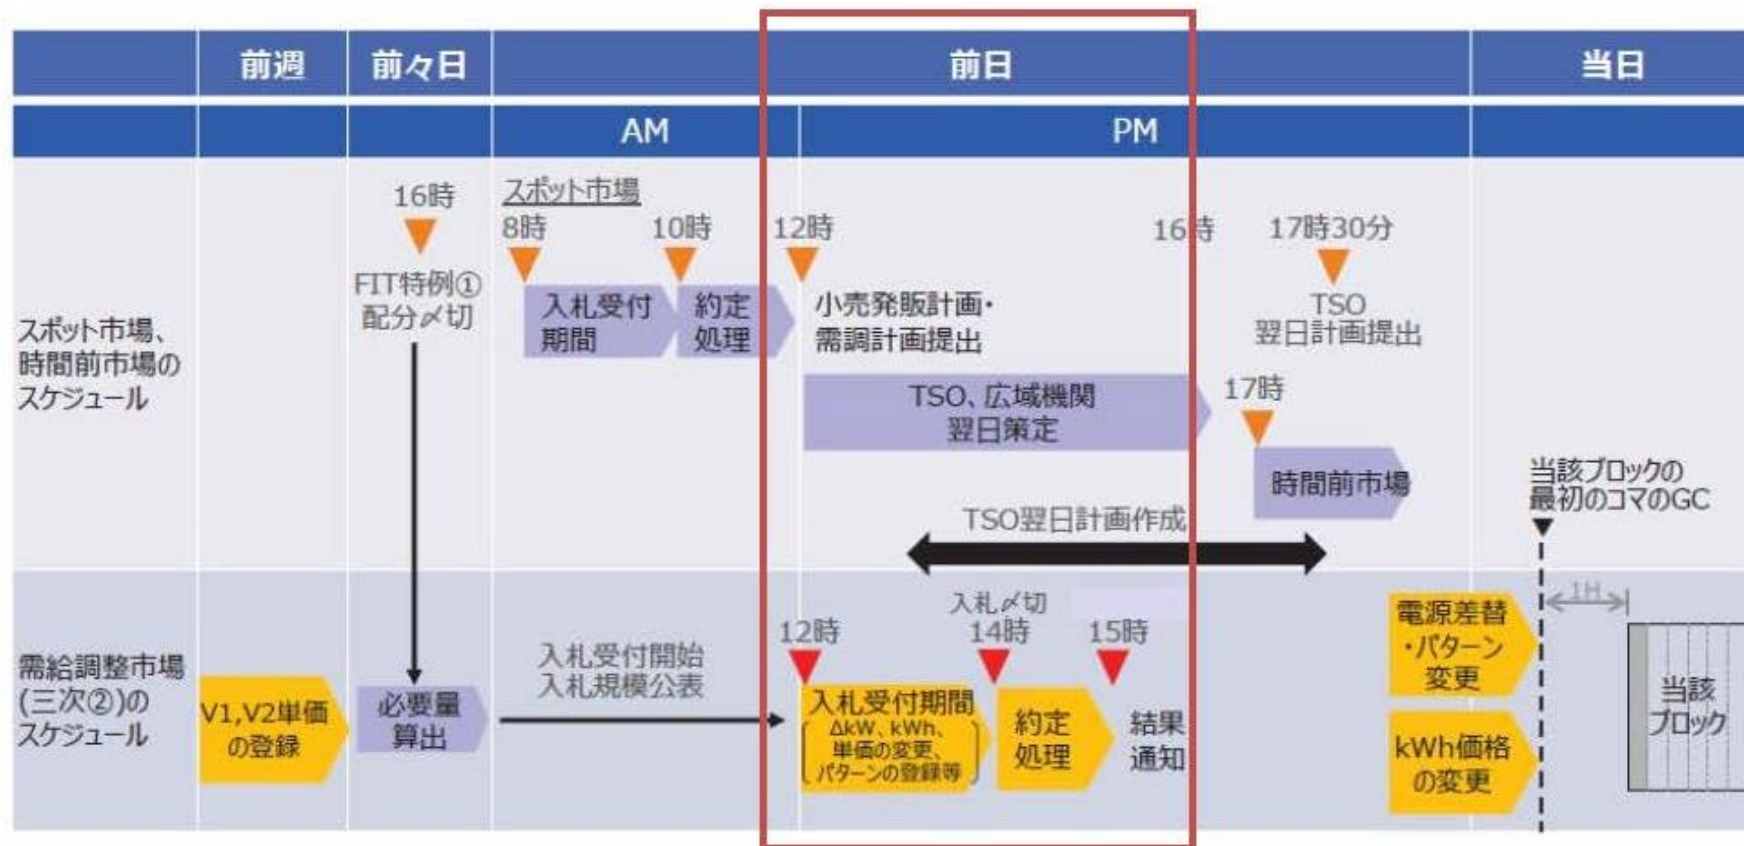 前週
前々日
前日
当日
AM
PM
スポット市場、
時間前市場の
スケジュール
16時
FIT特例①
配分〆切
スポット市場
8時
10時
12時
入札受付
期間
約定
処理
小売発販計画・
需調計画提出
16時
17時30分
TSO
翌日計画提出
TSO、広域機関
翌日策定
17時
時間前市場
TSO翌日計画作成
当該ブロックの
最初のコマのGC
需給調整市場
(三次②)の
スケジュール
V1,V2単価
の登録
必要量
算出
入札受付開始
入札規模公表
12時
入札〆切
14時
15時
入札受付期間
ΔkW、kWh、
単価の変更、
パターンの登録等
約定
処理
結果
通知
電源差替
・パターン
変更
kWh価格
の変更
1H
当該
ブロック